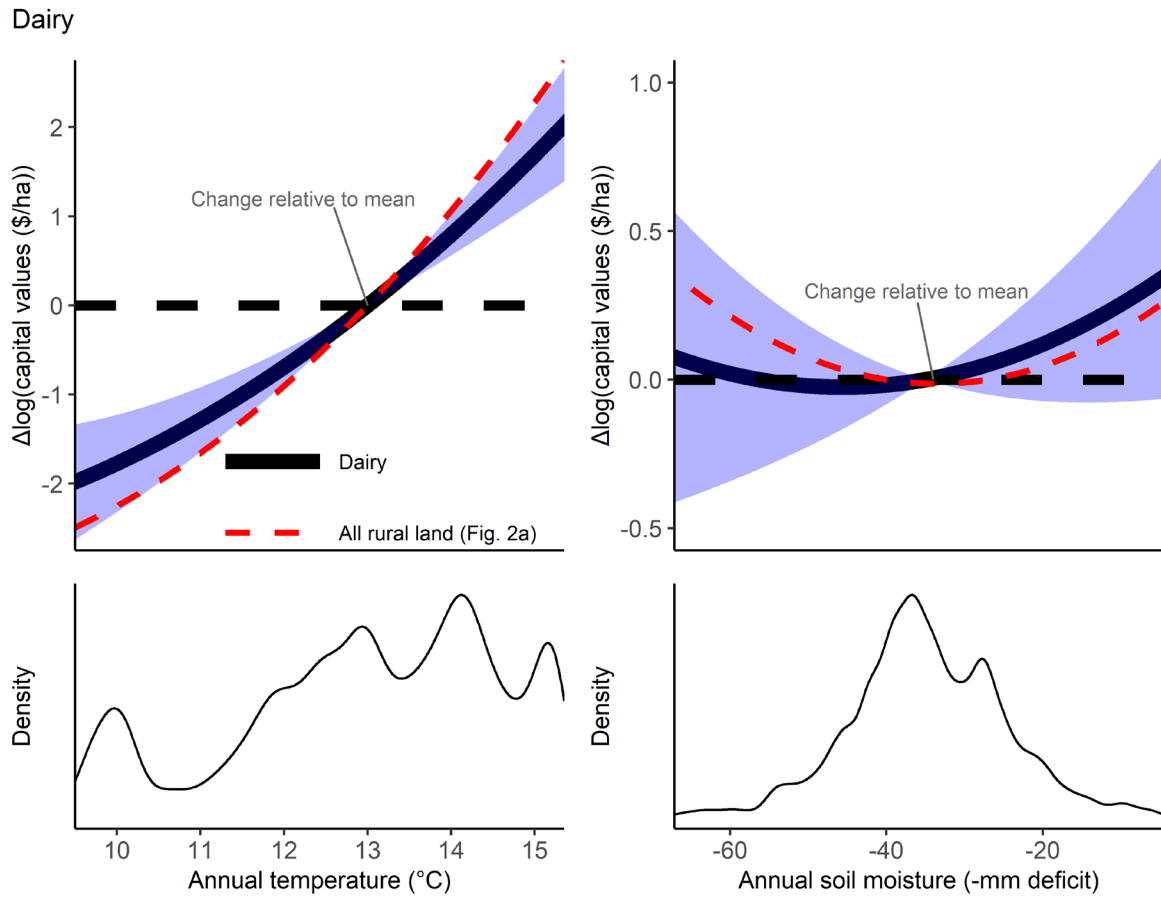 Dairy
Δlog(capital values ($/ha))
2
1
0
-1
-2
Change relative to mean
Dairy
All rural land (Fig. 2a)
Δlog(capital values ($/ha))
1.0
0.5
0.0
-0.5
Change relative to mean
Density
10 11 12 13 14 15
Annual temperature (°C)
Density
-60 -40 -20
Annual soil moisture (-mm deficit)